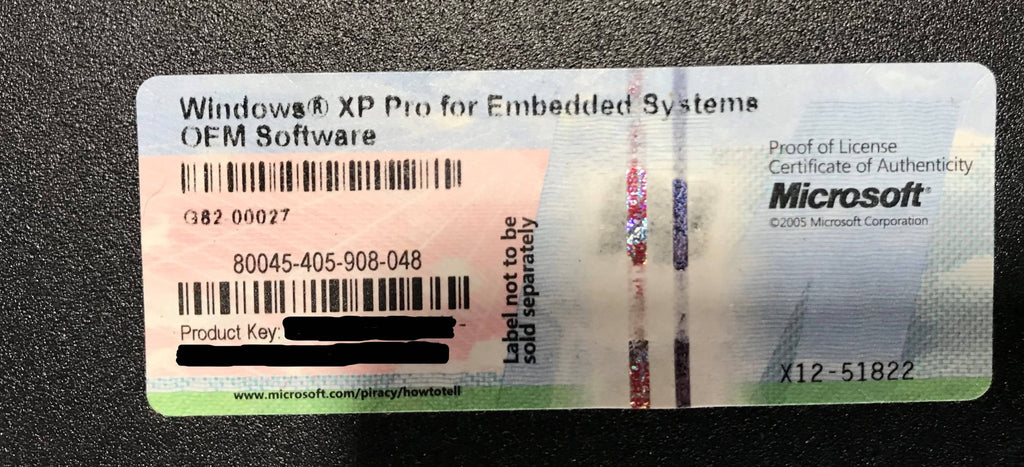 Windows® XP Pro for Embedded Systems
OEM Software
G82 00027
80045-405-908-048
Product Key:
-
Label not to be
sold separately
www.microsoft.com/piracy/howtotell
Proof of License
Certificate of Authenticity
Microsoft®
©2005 Microsoft Corporation
X12-51822